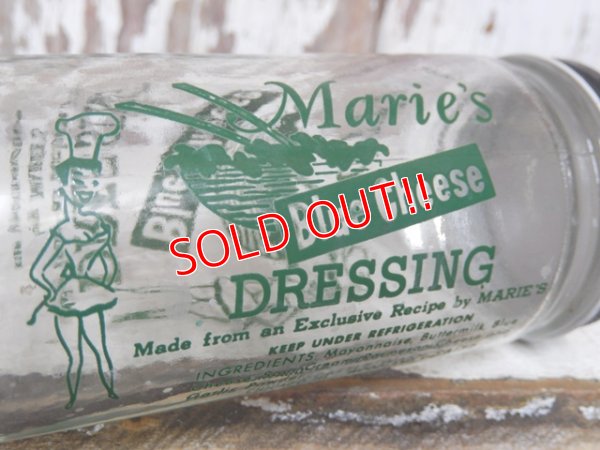 Marie's
Blue Cheese
SOLD OUT!!
DRESSING
Made from an Exclusive Recipe by MARIE'S
KEEP UNDER REFRIGERATION
INGREDIENTS: Mayonnaise, Buttermilk, Blue